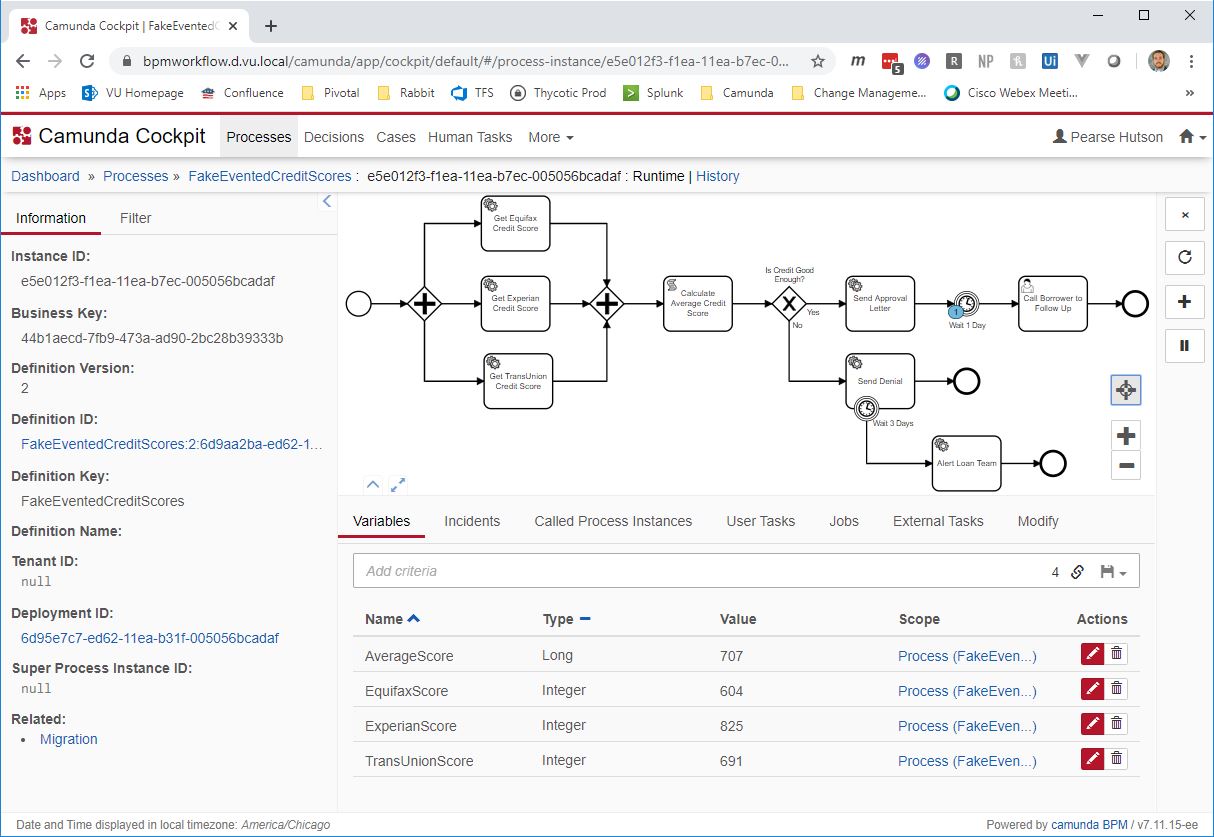 Camunda Cockpit | FakeEventedC
bpmworkflow.d.vu.local/camunda/app/cockpit/default/#/process-instance/e5e012f3-f1ea-11ea-b7ec-0...
m 5 R NP h Ui
Apps VU Homepage Confluence Pivotal Rabbit TFS Thycotic Prod Splunk Camunda Change Manageme... Cisco Webex Meeti... »
Camunda Cockpit Processes Decisions Cases Human Tasks More Pearse Hutson
Dashboard » Processes » FakeEventedCreditScores : e5e012f3-f1ea-11ea-b7ec-005056bcadaf : Runtime | History
Information Filter
Instance ID:
e5e012f3-f1ea-11ea-b7ec-005056bcadaf
Business Key:
44b1aecd-7fb9-473a-ad90-2bc28b39333b
Definition Version:
2
Definition ID:
FakeEventedCreditScores:2:6d9aa2ba-ed62-1...
Definition Key:
FakeEventedCreditScores
Definition Name:
Tenant ID:
null
Deployment ID:
6d95e7c7-ed62-11ea-b31f-005056bcadaf
Super Process Instance ID:
null
Related:
• Migration
Get Equifax
Credit Score
Get Experian
Credit Score
Get TransUnion
Credit Score
Calculate
Average Credit
Score
Is Credit Good
Enough?
Yes
No
Send Approval
Letter
1
Wait 1 Day
Call Borrower to
Follow Up
Send Denial
Wait 3 Days
Alert Loan Team
Variables Incidents Called Process Instances User Tasks Jobs External Tasks Modify
Add criteria 4
Name Type Value Scope Actions
AverageScore Long 707 Process (FakeEven...)
EquifaxScore Integer 604 Process (FakeEven...)
ExperianScore Integer 825 Process (FakeEven...)
TransUnionScore Integer 691 Process (FakeEven...)
Date and Time displayed in local timezone: America/Chicago
Powered by camunda BPM / v7.11.15-ee